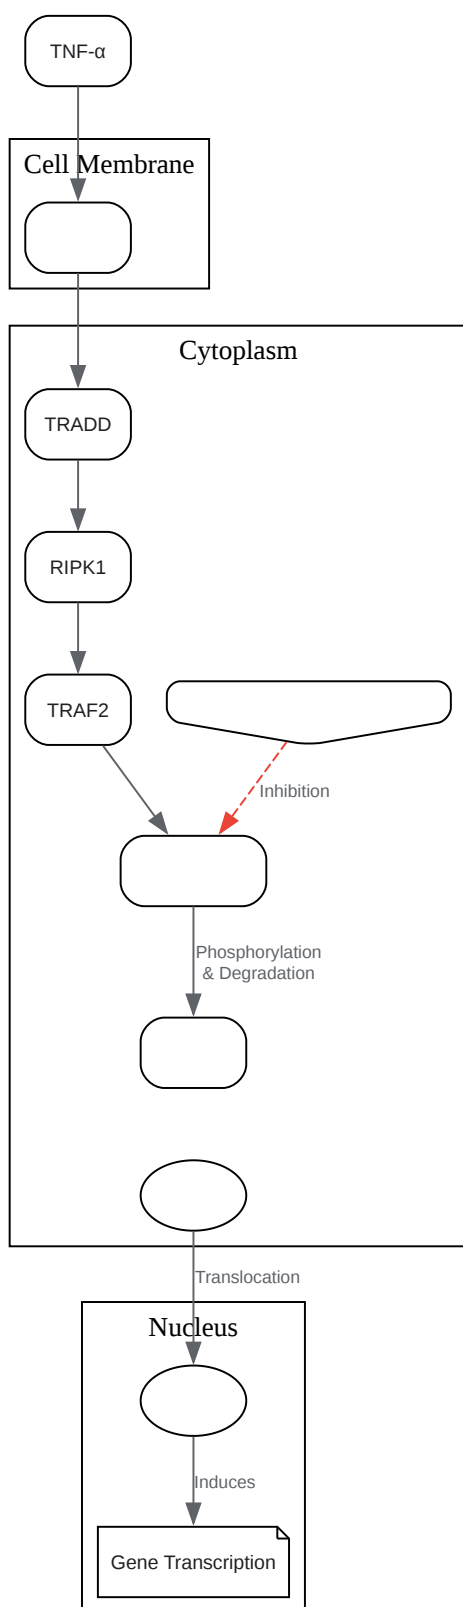 TNF-α
Cell Membrane
Cytoplasm
TRADD
RIPK1
TRAF2
Inhibition
Phosphorylation
& Degradation
Translocation
Nucleus
Induces
Gene Transcription